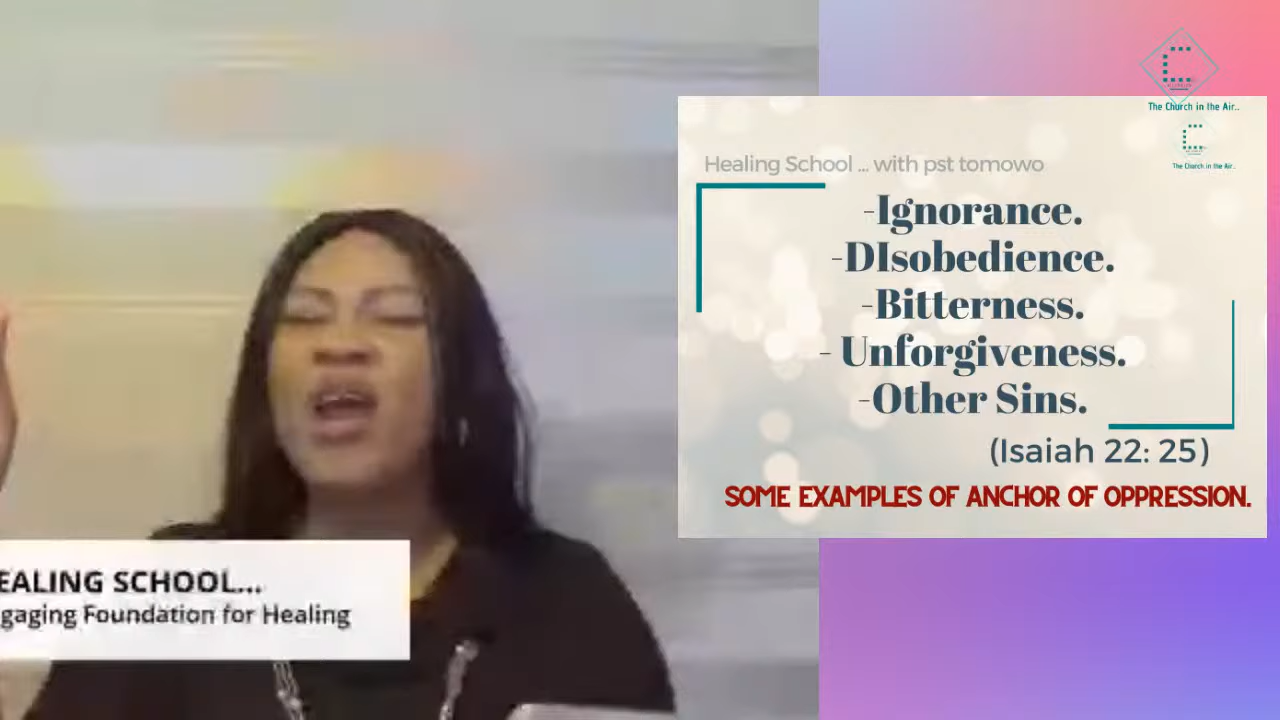 The Church in the Air..
The Church in the Air..
Healing School ... with pst tomowo
-Ignorance.
-DIsobedience.
-Bitterness.
- Unforgiveness.
-Other Sins.
(Isaiah 22: 25)
SOME EXAMPLES OF ANCHOR OF OPPRESSION.
EALING SCHOOL...
gaging Foundation for Healing